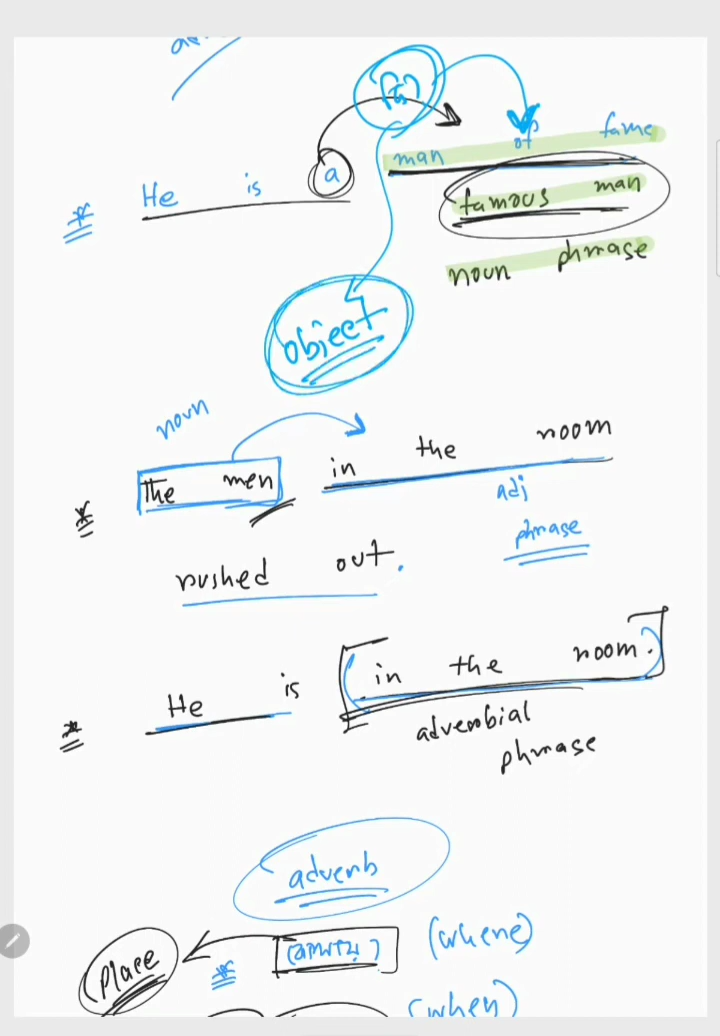 of fame
man
He is a
famous man
noun phrase
object
noun
The men in the room
adj
phrase
rushed out.
He is (in the room.)
adverbial
phrase
adverb
Place
(where)
(when)